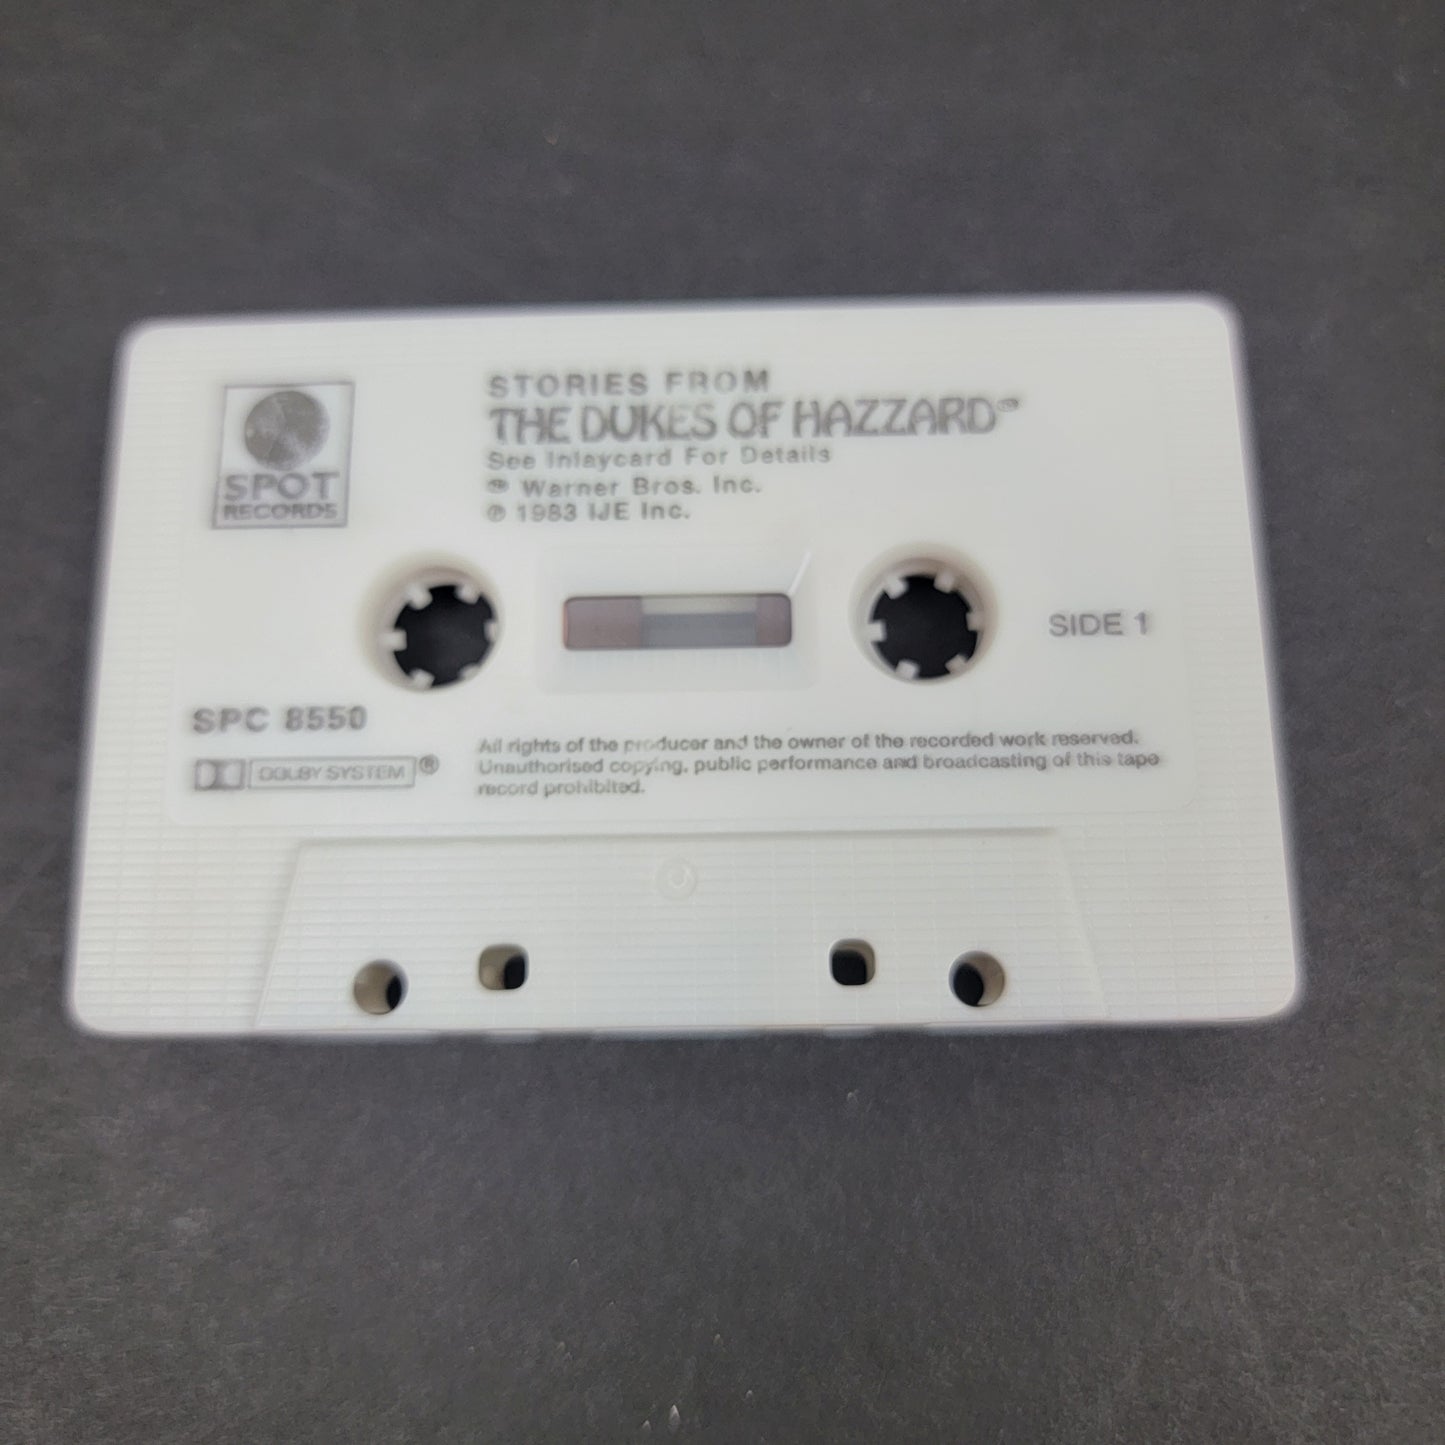 SPOT
RECORDS
STORIES FROM
THE DUKES OF HAZZARD
See Inlaycard For Details
Warner Bros. Inc.
℗ 1983 IJE Inc.
SIDE 1
SPC 8550
DOLBY SYSTEM®
All rights of the producer and the owner of the recorded work reserved.
Unauthorised copying, public performance and broadcasting of this tape
record prohibited.